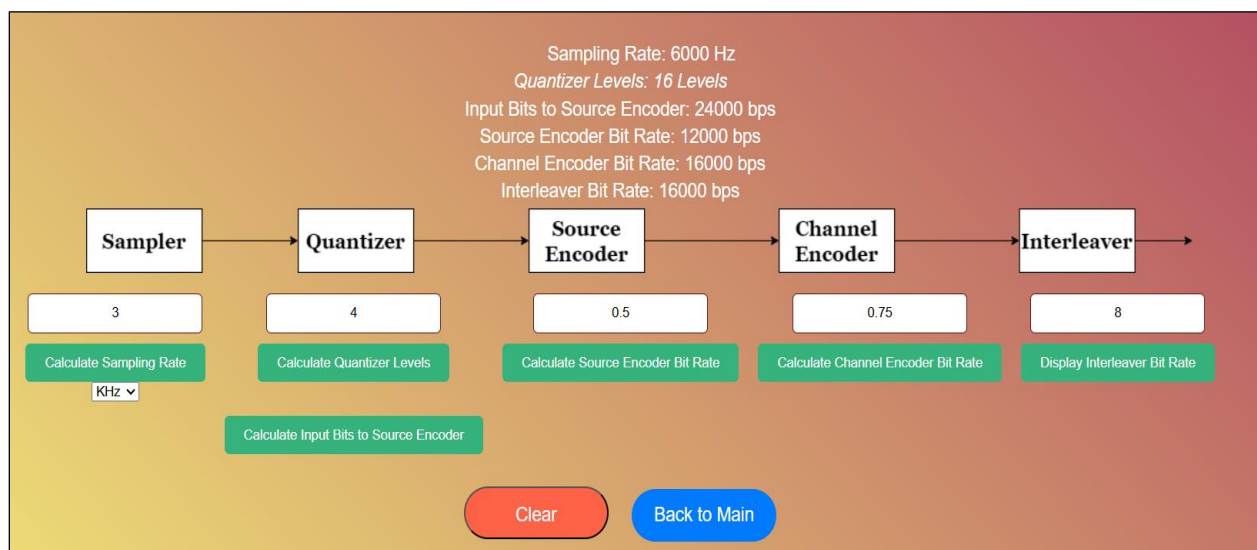 Sampling Rate: 6000 Hz
Quantizer Levels: 16 Levels
Input Bits to Source Encoder: 24000 bps
Source Encoder Bit Rate: 12000 bps
Channel Encoder Bit Rate: 16000 bps
Interleaver Bit Rate: 16000 bps
Sampler
Quantizer
Source
Encoder
Channel
Encoder
Interleaver
3
4
0.5
0.75
8
Calculate Sampling Rate
Calculate Quantizer Levels
Calculate Source Encoder Bit Rate
Calculate Channel Encoder Bit Rate
Display Interleaver Bit Rate
KHz
Calculate Input Bits to Source Encoder
Clear
Back to Main